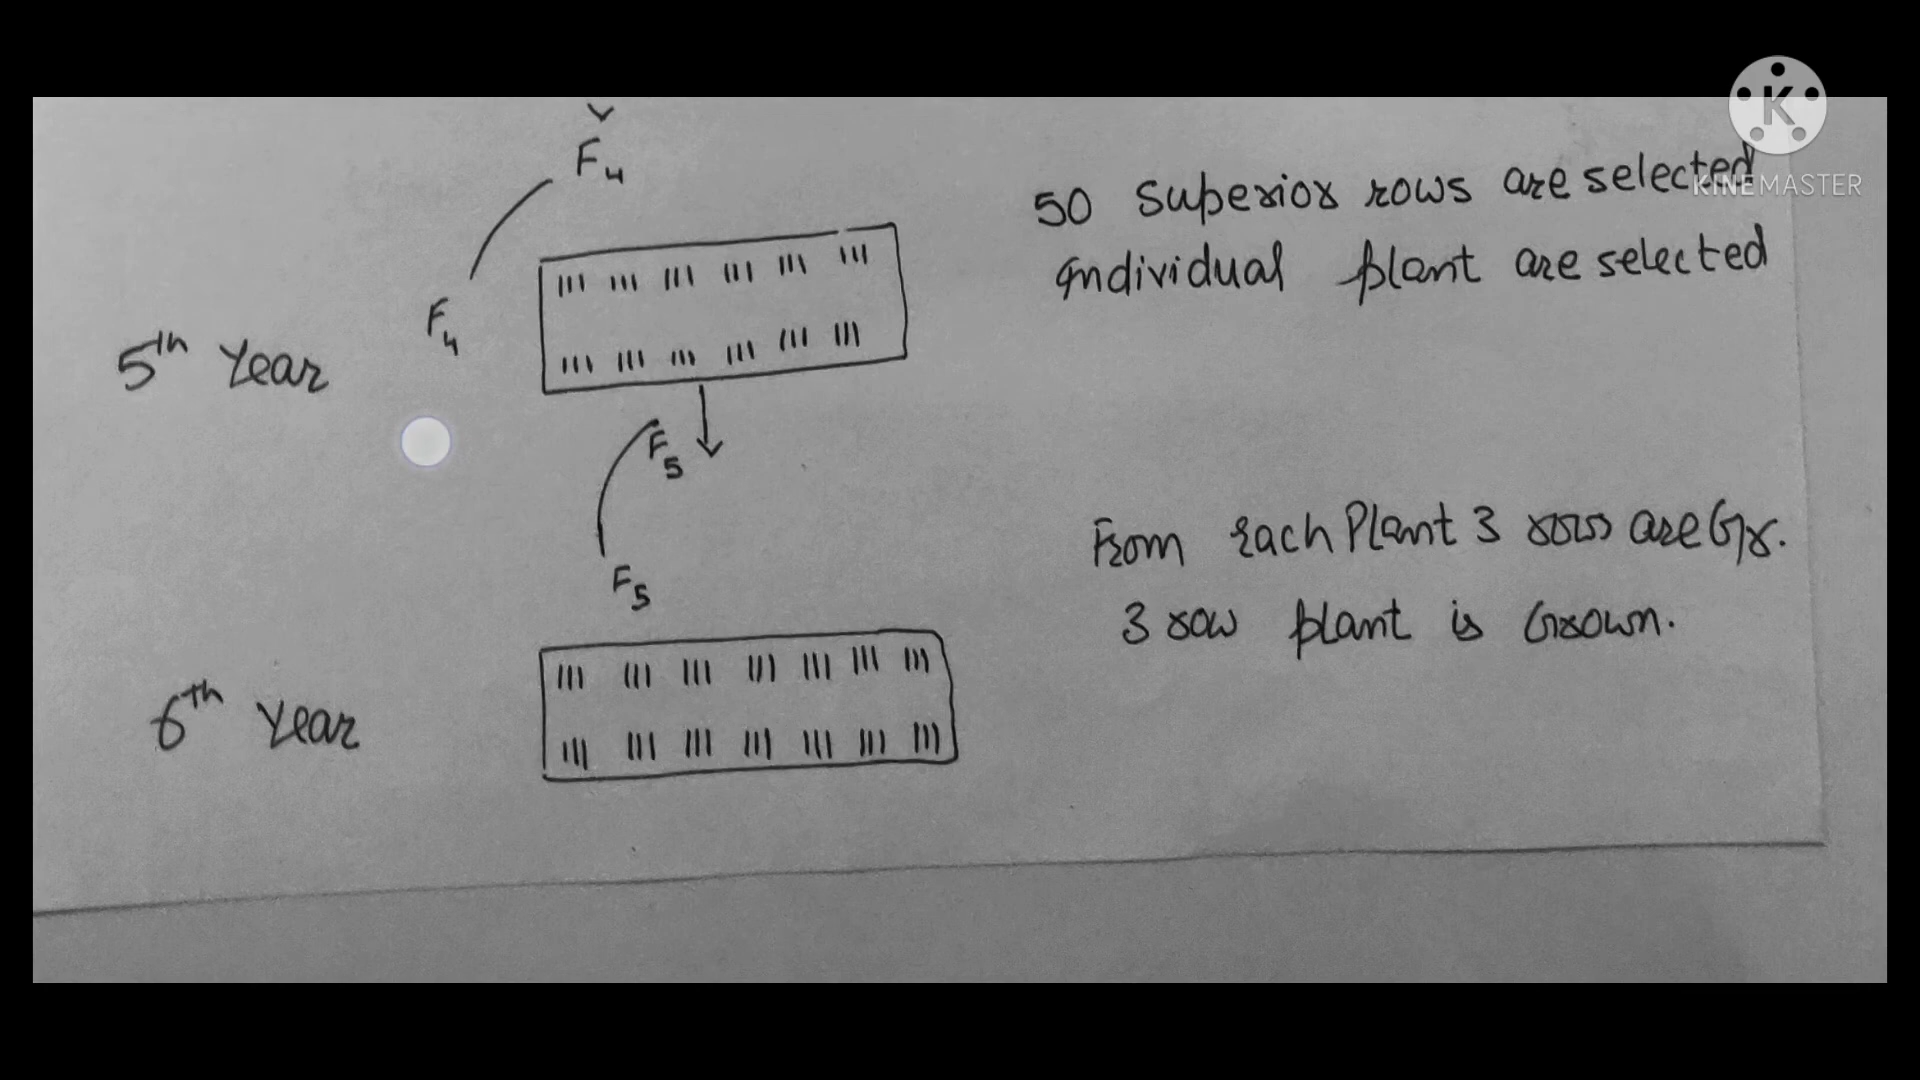 F4
50 Superior rows are selected
individual plant are selected
F4
5th Year
F5
From Each Plant 3 rows are Gr.
F5
3 row plant is Grown.
6th Year
K
KINEMASTER